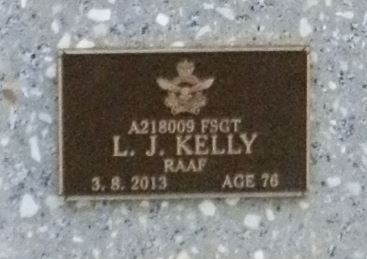 A218009 FSGT
L. J. KELLY
RAAF
3. 8. 2013 AGE 76